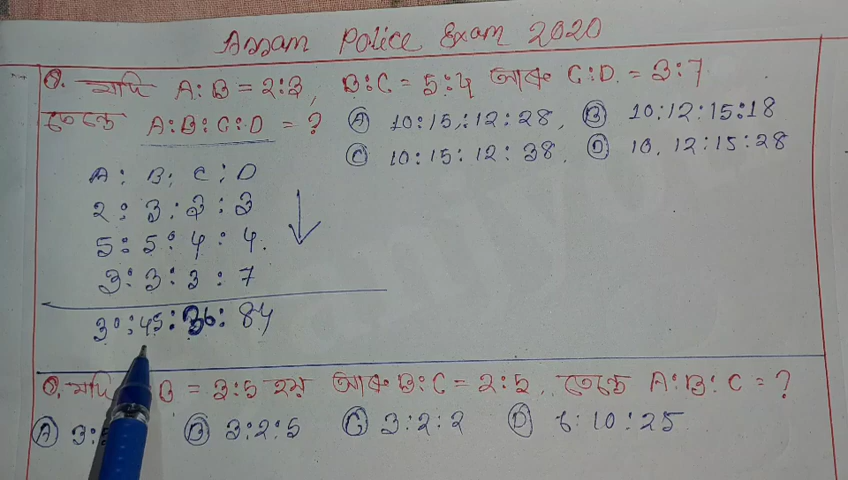 Assam Police Exam 2020
Q. যদি A:B = 2:3, B:C = 5:4 আৰু C:D. = 3:7
তেন্তে A:B:C:D = ? Ⓐ 10:15,:12:28, Ⓑ 10:12:15:18
Ⓒ 10:15:12:38. Ⓓ 10, 12:15:28
A: B: C: D
2: 3: 3: 3
5: 5: 4: 4.
3: 3: 3: 7
30:45:36:84
Q. যদি B = 3:5 হয় আৰু B:C = 2:5, তেন্তে A:B:C = ?
Ⓐ 3: Ⓑ 3:2:5 Ⓒ 3:2:2 Ⓓ 6:10:25